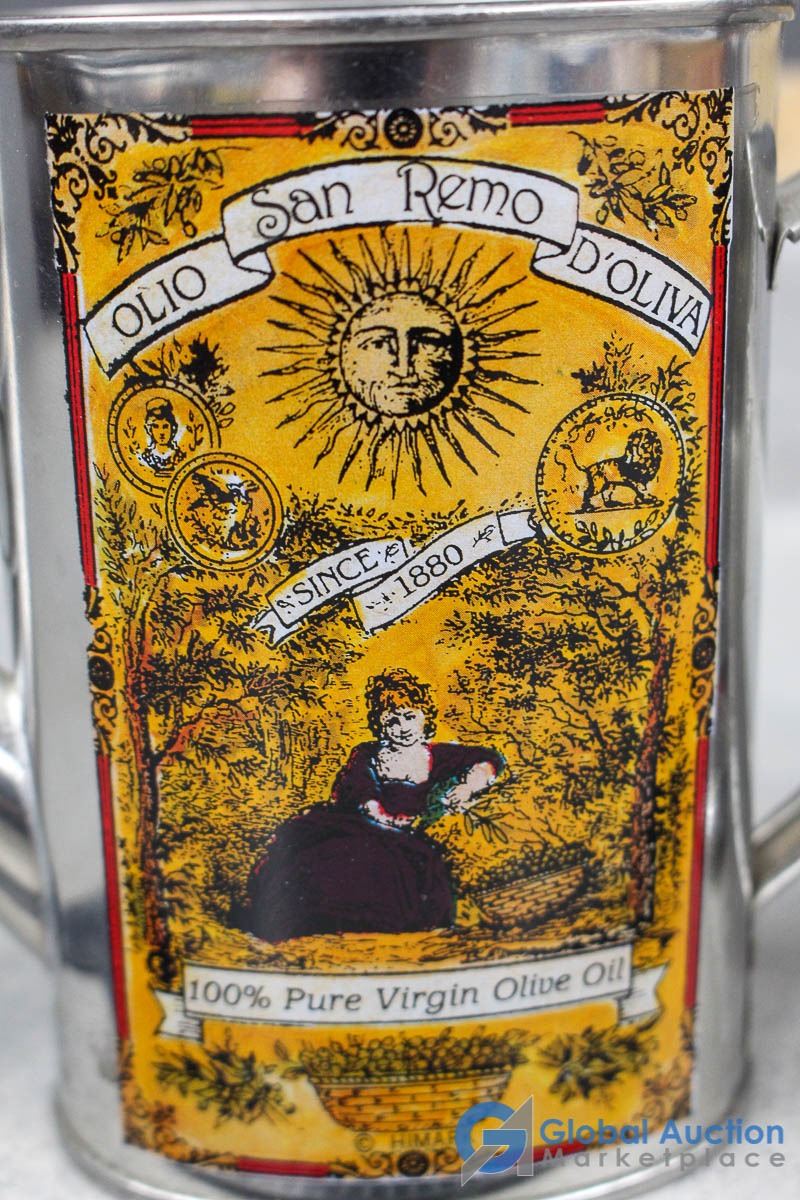 San Remo
OLIO D'OLIVA
SINCE 1880
100% Pure Virgin Olive Oil
©
Global Auction
Marketplace